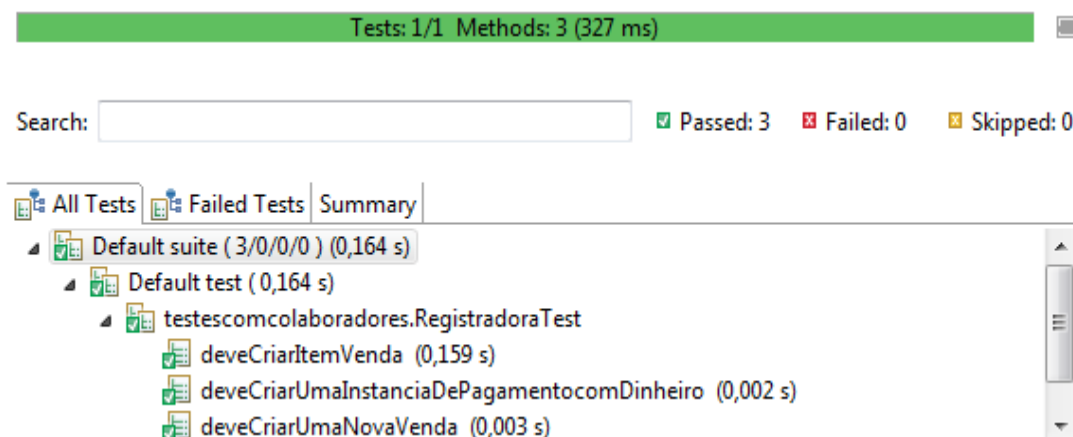 Tests: 1/1 Methods: 3 (327 ms)
Search: Passed: 3 Failed: 0 Skipped: 0
All Tests Failed Tests Summary
Default suite ( 3/0/0/0 ) (0,164 s)
Default test ( 0,164 s)
testescomcolaboradores.RegistradoraTest
deveCriarItemVenda (0,159 s)
deveCriarUmaInstanciaDePagamentocomDinheiro (0,002 s)
deveCriarUmaNovaVenda (0,003 s)